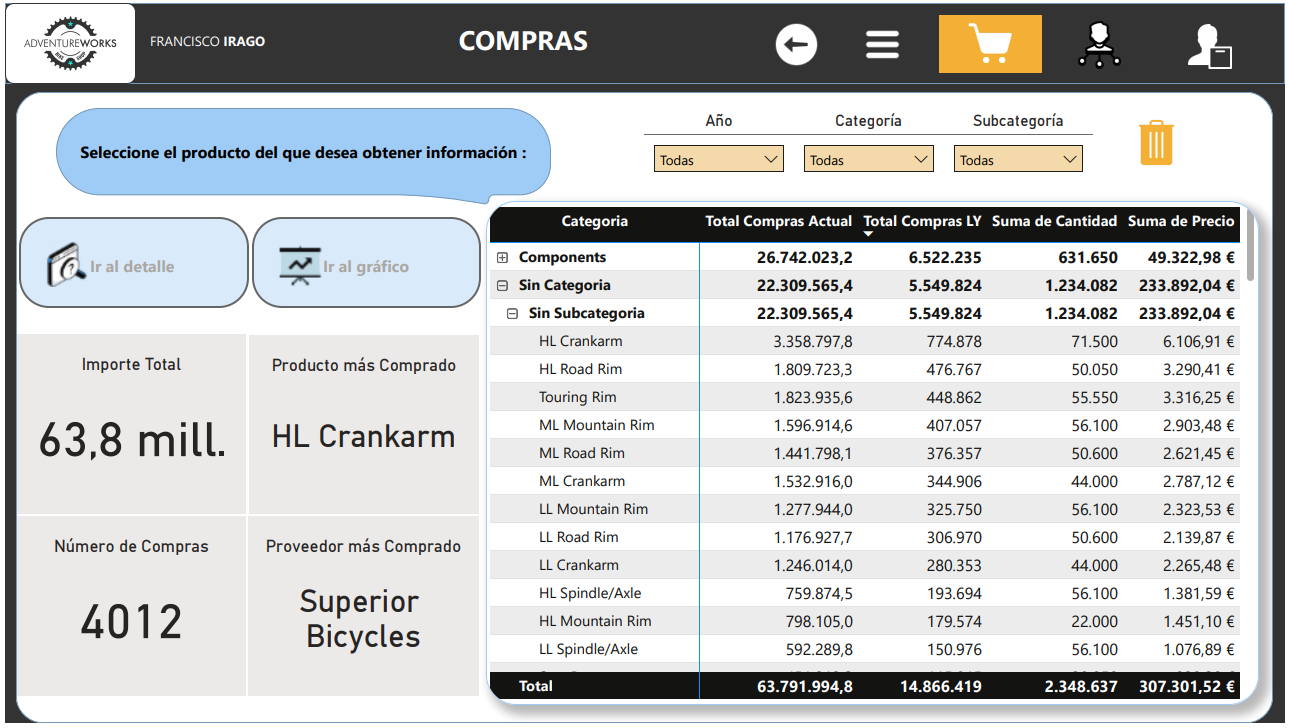 ADVENTUREWORKS
BIKE SHOP
FRANCISCO IRAGO
COMPRAS
Seleccione el producto del que desea obtener información :
Año Categoría Subcategoría
Todas Todas Todas
Ir al detalle Ir al gráfico
Importe Total
63,8 mill.
Producto más Comprado
HL Crankarm
Número de Compras
4012
Proveedor más Comprado
Superior
Bicycles
Categoria Total Compras Actual Total Compras LY Suma de Cantidad Suma de Precio
Components 26.742.023,2 6.522.235 631.650 49.322,98 €
Sin Categoria 22.309.565,4 5.549.824 1.234.082 233.892,04 €
Sin Subcategoria 22.309.565,4 5.549.824 1.234.082 233.892,04 €
HL Crankarm 3.358.797,8 774.878 71.500 6.106,91 €
HL Road Rim 1.809.723,3 476.767 50.050 3.290,41 €
Touring Rim 1.823.935,6 448.862 55.550 3.316,25 €
ML Mountain Rim 1.596.914,6 407.057 56.100 2.903,48 €
ML Road Rim 1.441.798,1 376.357 50.600 2.621,45 €
ML Crankarm 1.532.916,0 344.906 44.000 2.787,12 €
LL Mountain Rim 1.277.944,0 325.750 56.100 2.323,53 €
LL Road Rim 1.176.927,7 306.970 50.600 2.139,87 €
LL Crankarm 1.246.014,0 280.353 44.000 2.265,48 €
HL Spindle/Axle 759.874,5 193.694 56.100 1.381,59 €
HL Mountain Rim 798.105,0 179.574 22.000 1.451,10 €
LL Spindle/Axle 592.289,8 150.976 56.100 1.076,89 €
Total 63.791.994,8 14.866.419 2.348.637 307.301,52 €